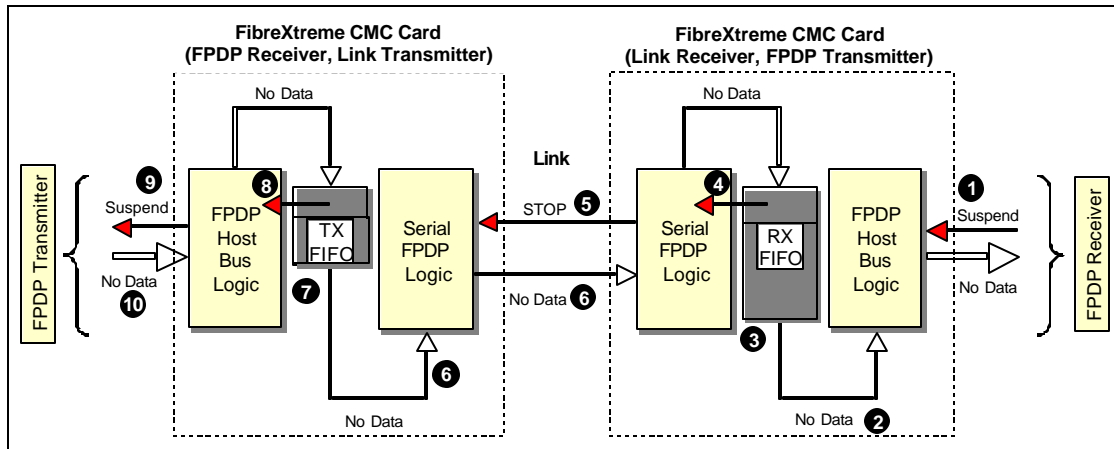 FibreXtreme CMC Card
(FPDP Receiver, Link Transmitter)
FibreXtreme CMC Card
(Link Receiver, FPDP Transmitter)
No Data
No Data
Link
FPDP Transmitter
9
Suspend
No Data
10
FPDP
Host
Bus
Logic
8
TX
FIFO
7
Serial
FPDP
Logic
6
No Data
STOP 5
No Data 6
Serial
FPDP
Logic
4
RX
FIFO
3
FPDP
Host
Bus
Logic
No Data 2
1
Suspend
No Data
FPDP Receiver